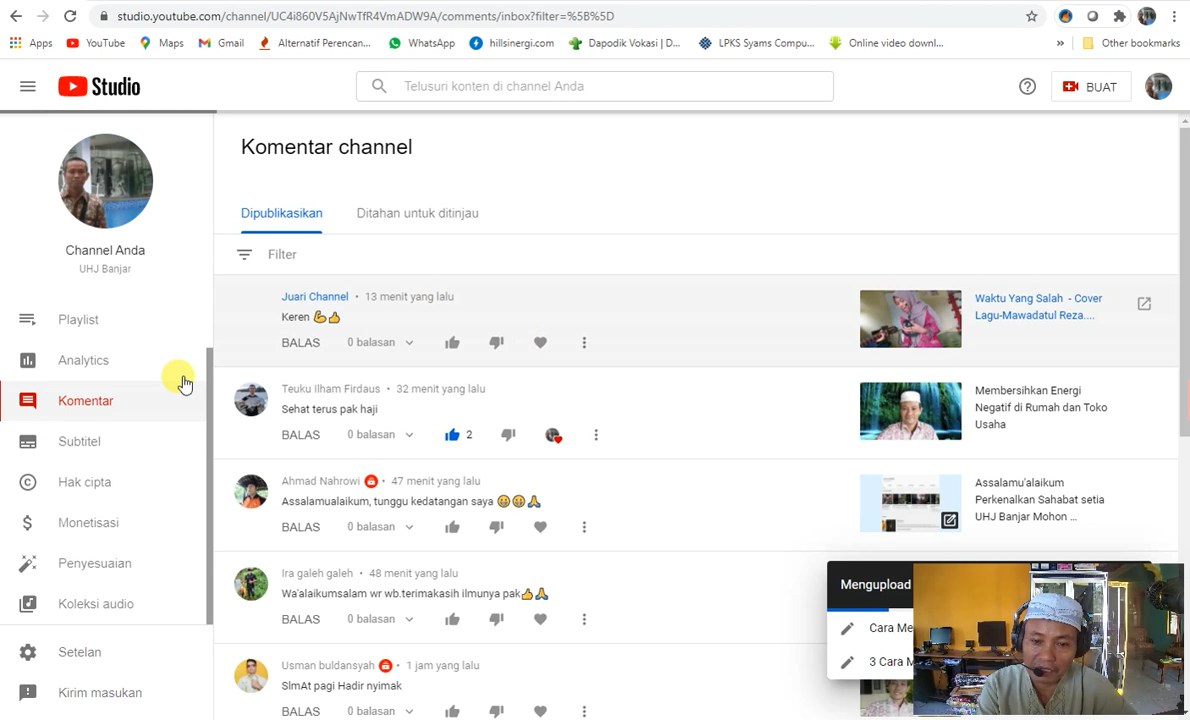 studio.youtube.com/channel/UC4i860V5AjNwTfR4VmADW9A/comments/inbox?filter=%5B%5D
Apps YouTube Maps Gmail Alternatif Perencan... WhatsApp hillsinergi.com Dapodik Vokasi | D... LPKS Syams Compu... Online video downl... » Other bookmarks
Studio
Telusuri konten di channel Anda
BUAT
Channel Anda
UHJ Banjar
Playlist
Analytics
Komentar
Subtitel
Hak cipta
Monetisasi
Penyesuaian
Koleksi audio
Setelan
Kirim masukan
Komentar channel
Dipublikasikan Ditahan untuk ditinjau
Filter
Juari Channel • 13 menit yang lalu
Keren 💪👍
BALAS 0 balasan
Waktu Yang Salah - Cover
Lagu-Mawadatul Reza....
Teuku Ilham Firdaus • 32 menit yang lalu
Sehat terus pak haji
BALAS 0 balasan 2
Membersihkan Energi
Negatif di Rumah dan Toko
Usaha
Ahmad Nahrowi • 47 menit yang lalu
Assalamualaikum, tunggu kedatangan saya 😀😀🙏
BALAS 0 balasan
Assalamu'alaikum
Perkenalkan Sahabat setia
UHJ Banjar Mohon ...
Ira galeh galeh • 48 menit yang lalu
Wa'alaikumsalam wr wb.terimakasih ilmunya pak👍🙏
BALAS 0 balasan
Usman buldansyah • 1 jam yang lalu
SlmAt pagi Hadir nyimak
BALAS 0 balasan
Mengupload
Cara Me
3 Cara M